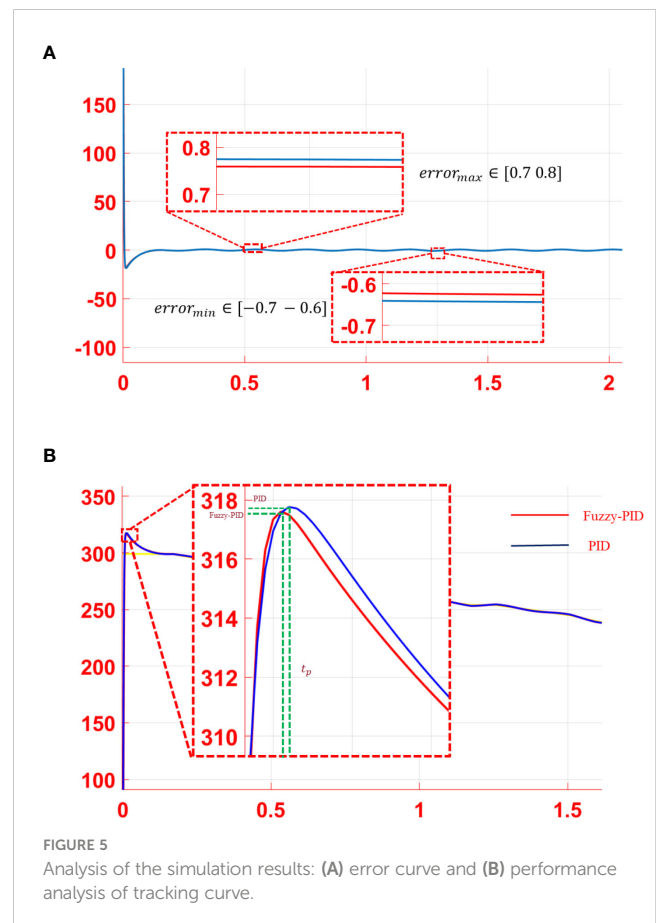 A
150
100
50
0
-50
-100
0.8
0.7
error_max ∈ [0.7 0.8]
error_min ∈ [−0.7 − 0.6]
-0.6
-0.7
0 0.5 1 1.5 2
B
350
300
250
200
150
100
318
316
314
312
310
PID
Fuzzy-PID
t_p
Fuzzy-PID
PID
0 0.5 1 1.5
FIGURE 5
Analysis of the simulation results: (A) error curve and (B) performance
analysis of tracking curve.